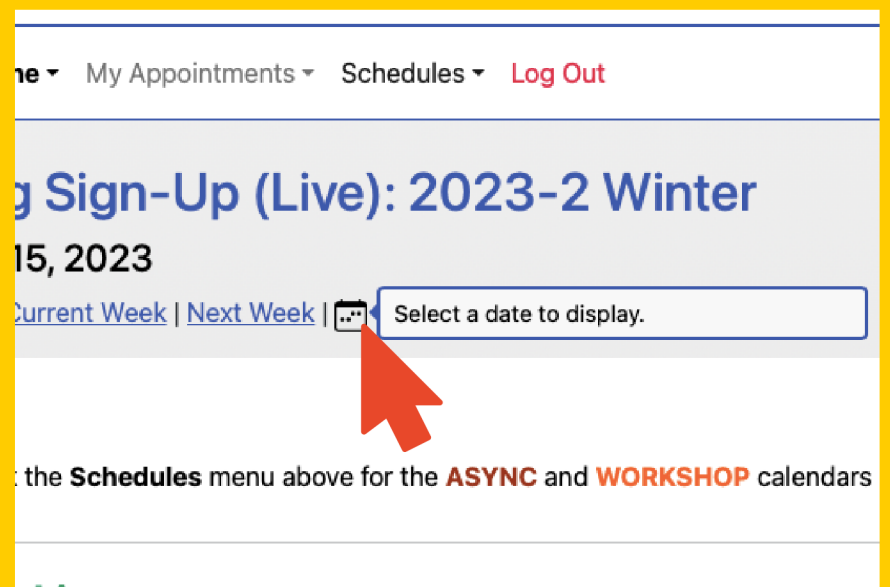 ne My Appointments Schedules Log Out
g Sign-Up (Live): 2023-2 Winter
15, 2023
Current Week | Next Week | Select a date to display.
the Schedules menu above for the ASYNC and WORKSHOP calendars